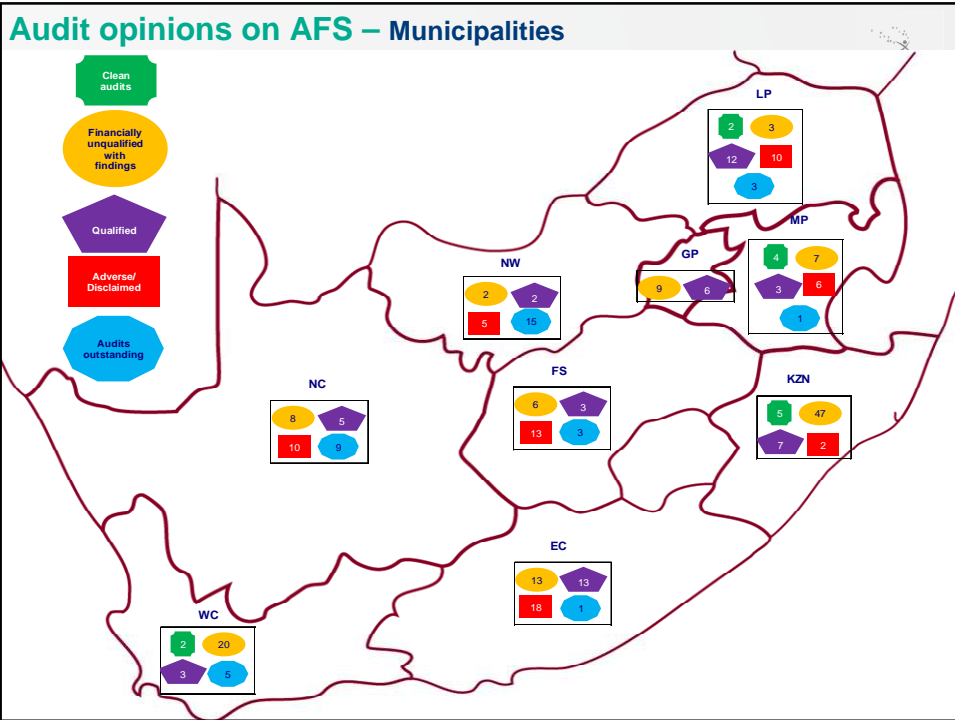 Audit opinions on AFS – Municipalities
Clean
audits
Financially
unqualified
with
findings
Qualified
Adverse/
Disclaimed
Audits
outstanding
LP
2 3
12 10
3
MP
4 7
3 6
1
GP
9 6
NW
2 2
5 15
FS
6 3
13 3
KZN
5 47
7 2
NC
8 5
10 9
EC
13 13
18 1
WC
2 20
3 5